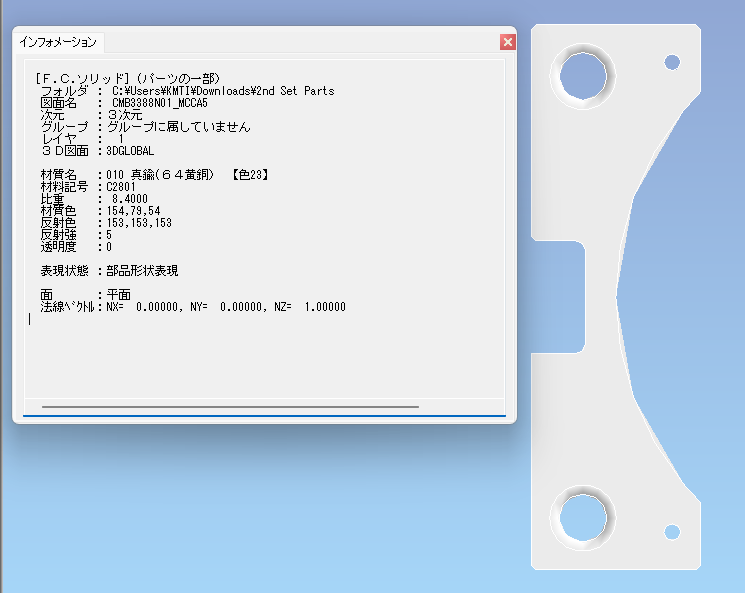 インフォメーション
[Ｆ.Ｃ.ソリッド] (パーツの一部)
フォルダ : C:¥Users¥KMTI¥Downloads¥2nd Set Parts
図面名 : CMB3388N01_MCCA5
次元 : ３次元
グループ : グループに属していません
レイヤ : 1
３Ｄ図面 : 3DGLOBAL
材質名 : 010 真鍮(６４黄銅) 【色23】
材料記号 : C2801
比重 : 8.4000
材質色 : 154,79,54
反射色 : 153,153,153
反射強 : 5
透明度 : 0
表現状態 : 部品形状表現
面 : 平面
法線ﾍﾞｸﾄﾙ : NX= 0.00000, NY= 0.00000, NZ= 1.00000